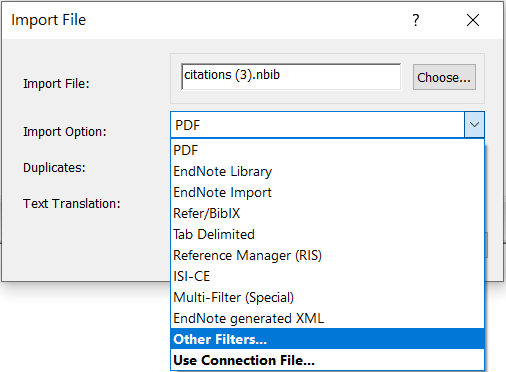 Import File
?
Import File:
citations (3).nbib
Choose...
Import Option:
PDF
PDF
Duplicates:
EndNote Library
EndNote Import
Text Translation:
Refer/BibIX
Tab Delimited
Reference Manager (RIS)
ISI-CE
Multi-Filter (Special)
EndNote generated XML
Other Filters...
Use Connection File...